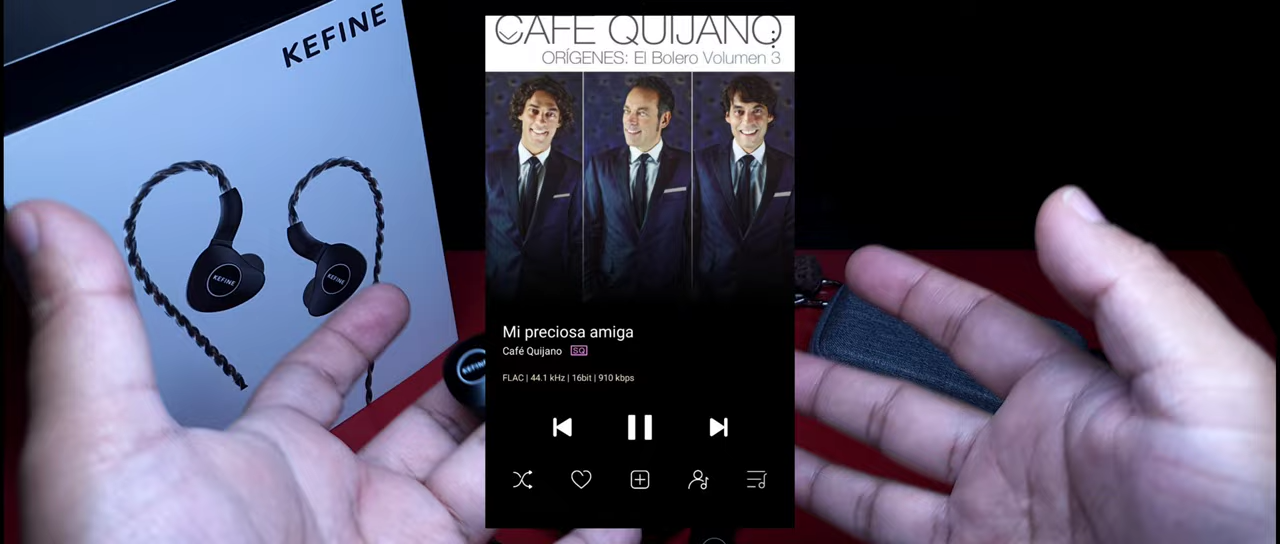 KEFINE
KEFINE
KEFINE
CAFÉ QUIJANO
ORÍGENES: El Bolero Volumen 3
Mi preciosa amiga
Café Quijano SQ
FLAC | 44.1 kHz | 16bit | 910 kbps